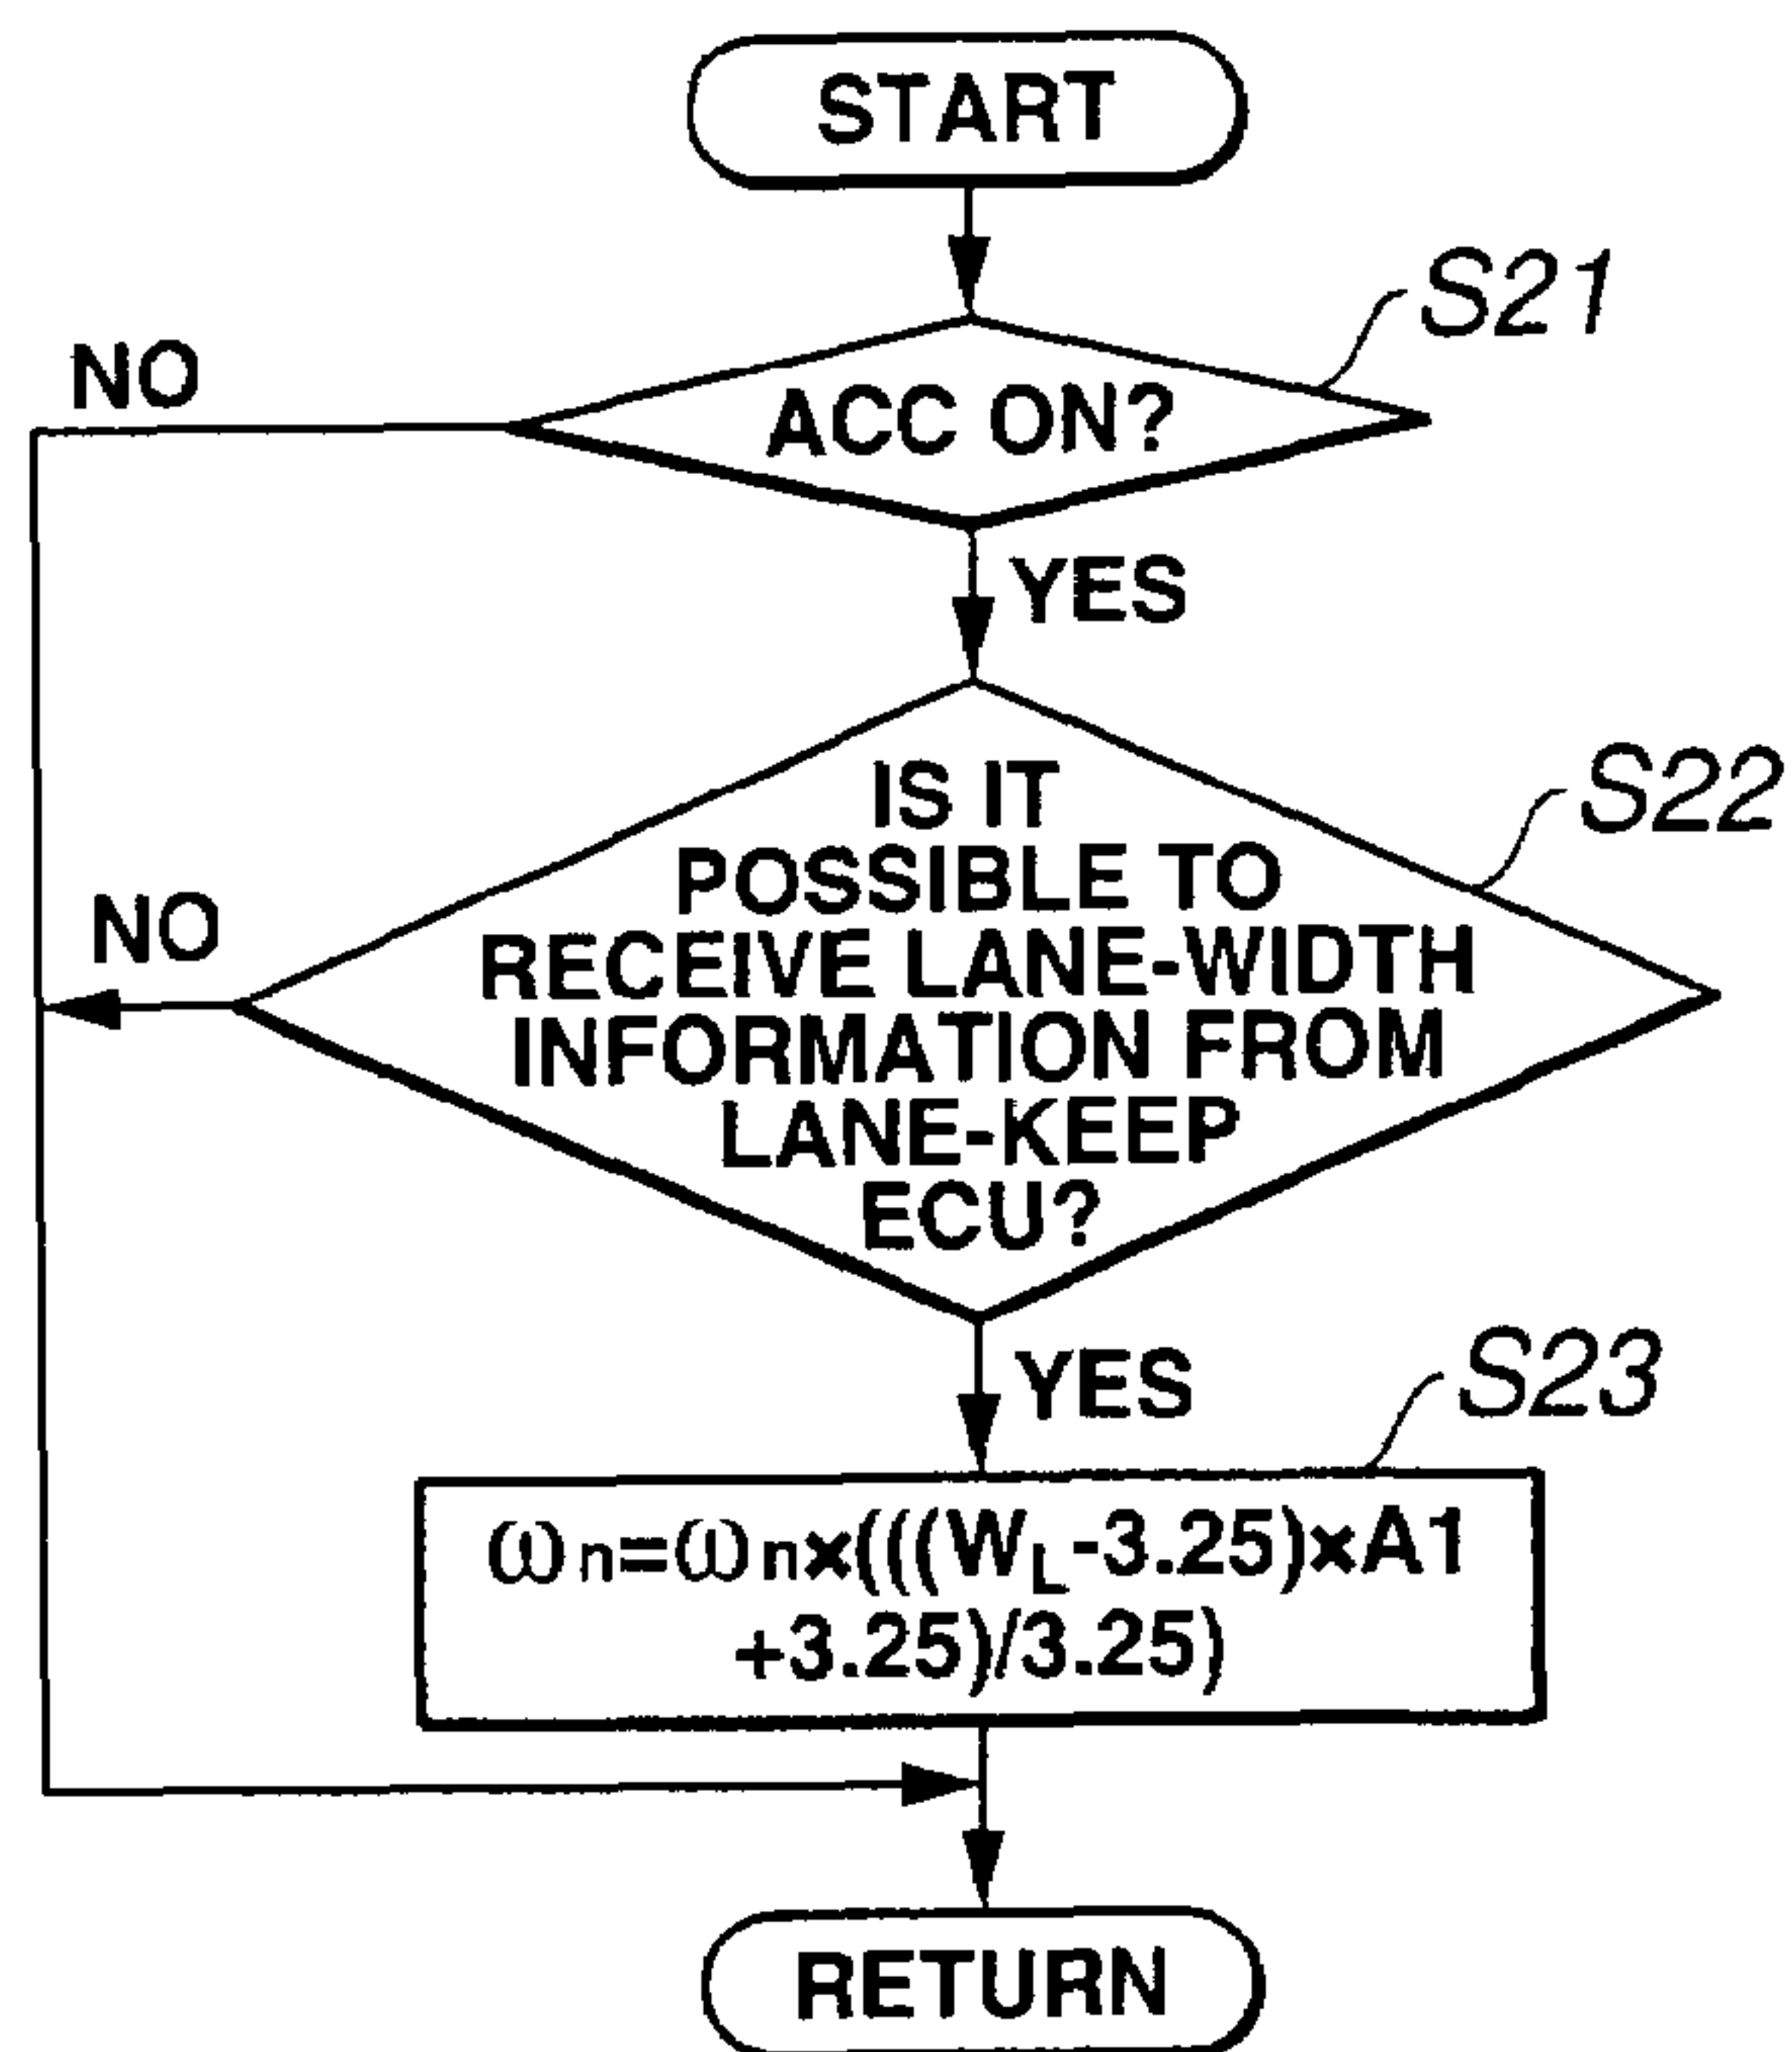 START
S21
NO
ACC ON?
YES
S22
IS IT
POSSIBLE TO
NO
RECEIVE LANE-WIDTH
INFORMATION FROM
LANE-KEEP
ECU?
YES
S23
ωn=ωn×(((WL-3.25)×A1
+3.25)/3.25)
RETURN